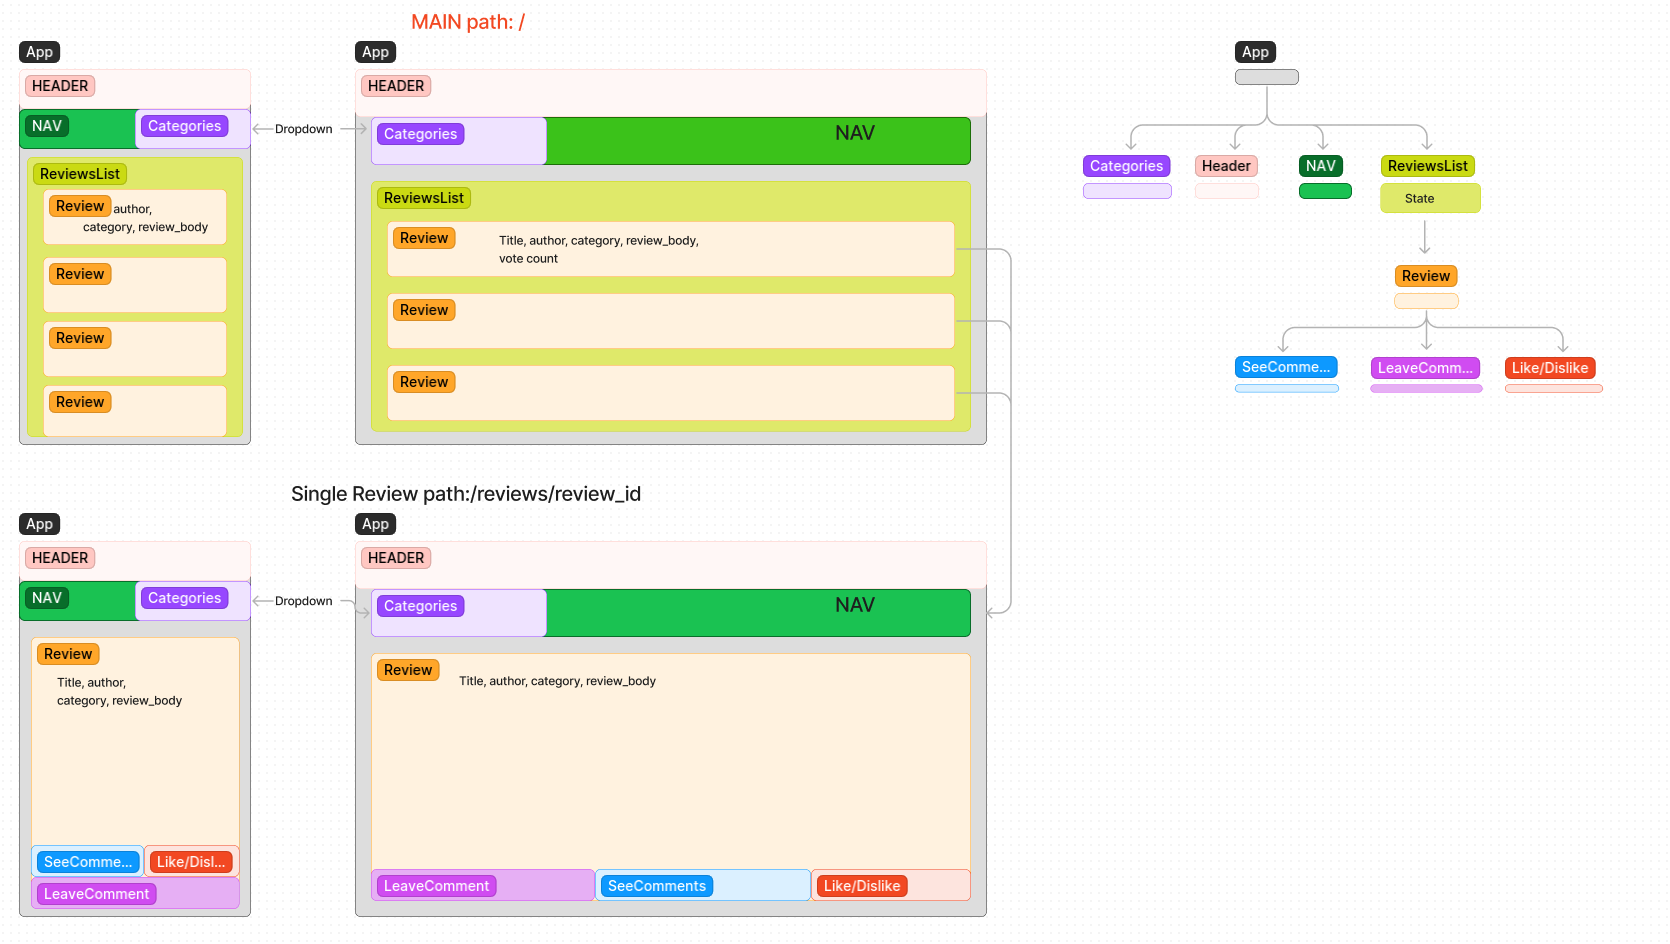 MAIN path: /
App
HEADER
NAV
Categories
ReviewsList
Review
author,
category, review_body
Review
Review
Review
Dropdown
App
HEADER
Categories
NAV
ReviewsList
Review
Title, author, category, review_body,
vote count
Review
Review
App
Categories
Header
NAV
ReviewsList
State
Review
SeeComme...
LeaveComm...
Like/Dislike
Single Review path:/reviews/review_id
App
HEADER
NAV
Categories
Review
Title, author,
category, review_body
SeeComme...
Like/Disl...
LeaveComment
Dropdown
App
HEADER
Categories
NAV
Review
Title, author, category, review_body
LeaveComment
SeeComments
Like/Dislike